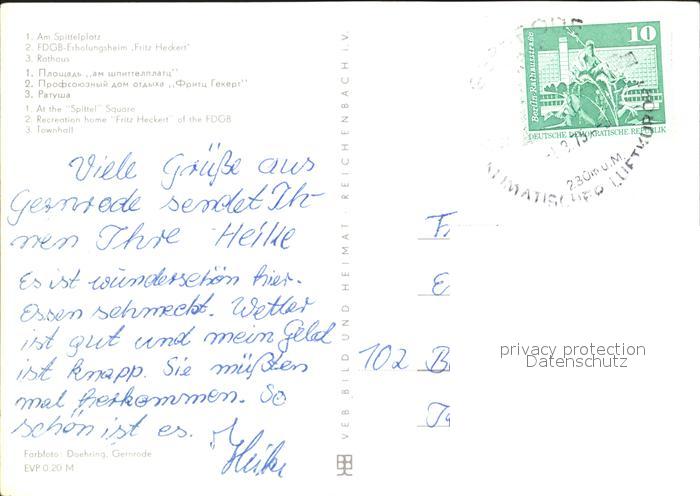 1. Am Spittelplatz
2. FDGB-Erholungsheim „Fritz Heckert"
3. Rathaus
1. Площадь „ам шпиттелплатц"
2. Профсоюзный дом отдыха „Фритц Гекерт"
3. Ратуша
1. At the "Spittel" Square
2. Recreation home "Fritz Heckert" of the FDGB
3. Townhall
Viele Grüße aus
Gernrode sendet Ih-
nen Ihre Heike
Es ist wunderschön hier.
Essen schmeckt. Wetter
ist gut und mein Geld
ist knapp. Sie müßten
mal herkommen. So
schön ist es.
Heike
Farbfoto: Doehring, Gernrode
EVP 0,20 M
VEB BILD UND HEIMAT · REICHENBACH i. V.
10
Berlin Rathausstraße
DEUTSCHE DEMOKRATISCHE REPUBLIK
230m ü.M.
KLIMATISCHER LUFTKURORT
F
E
102 B
privacy protection
Datenschutz